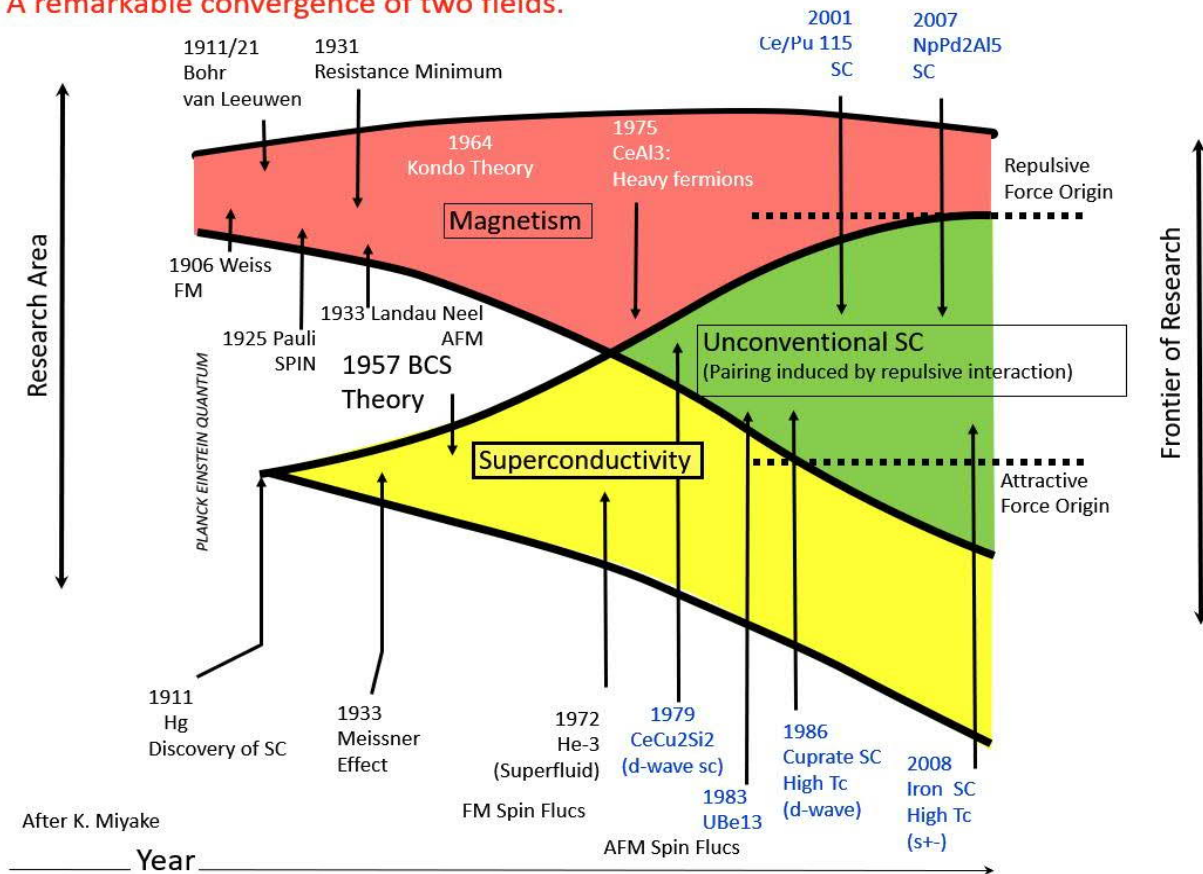 A remarkable convergence of two fields.
1911/21
Bohr
van Leeuwen
1931
Resistance Minimum
2001
Ce/Pu 115
SC
2007
NpPd2Al5
SC
1964
Kondo Theory
1975
CeAl3:
Heavy fermions
Repulsive
Force Origin
Magnetism
1906 Weiss
FM
1925 Pauli
SPIN
1933 Landau Neel
AFM
1957 BCS
Theory
Unconventional SC
(Pairing induced by repulsive interaction)
Superconductivity
Attractive
Force Origin
Research Area
PLANCK EINSTEIN QUANTUM
Frontier of Research
1911
Hg
Discovery of SC
1933
Meissner
Effect
1972
He-3
(Superfluid)
FM Spin Flucs
1979
CeCu2Si2
(d-wave sc)
1983
UBe13
AFM Spin Flucs
1986
Cuprate SC
High Tc
(d-wave)
2008
Iron SC
High Tc
(s+-)
After K. Miyake
Year